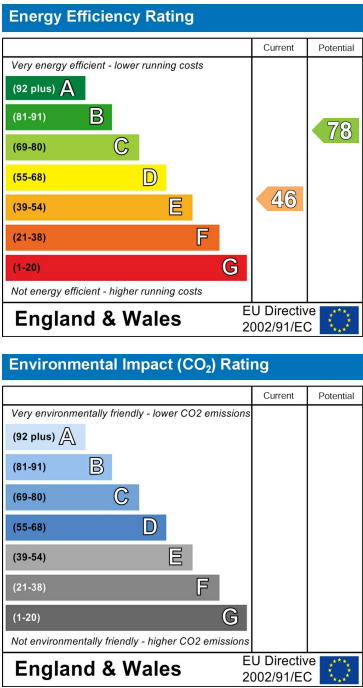 Energy Efficiency Rating
Current Potential
Very energy efficient - lower running costs
(92 plus) A
(81-91) B
(69-80) C
(55-68) D
(39-54) E
(21-38) F
(1-20) G
78
46
Not energy efficient - higher running costs
England & Wales
EU Directive
2002/91/EC
Environmental Impact (CO₂) Rating
Current Potential
Very environmentally friendly - lower CO2 emissions
(92 plus) A
(81-91) B
(69-80) C
(55-68) D
(39-54) E
(21-38) F
(1-20) G
Not environmentally friendly - higher CO2 emissions
England & Wales
EU Directive
2002/91/EC